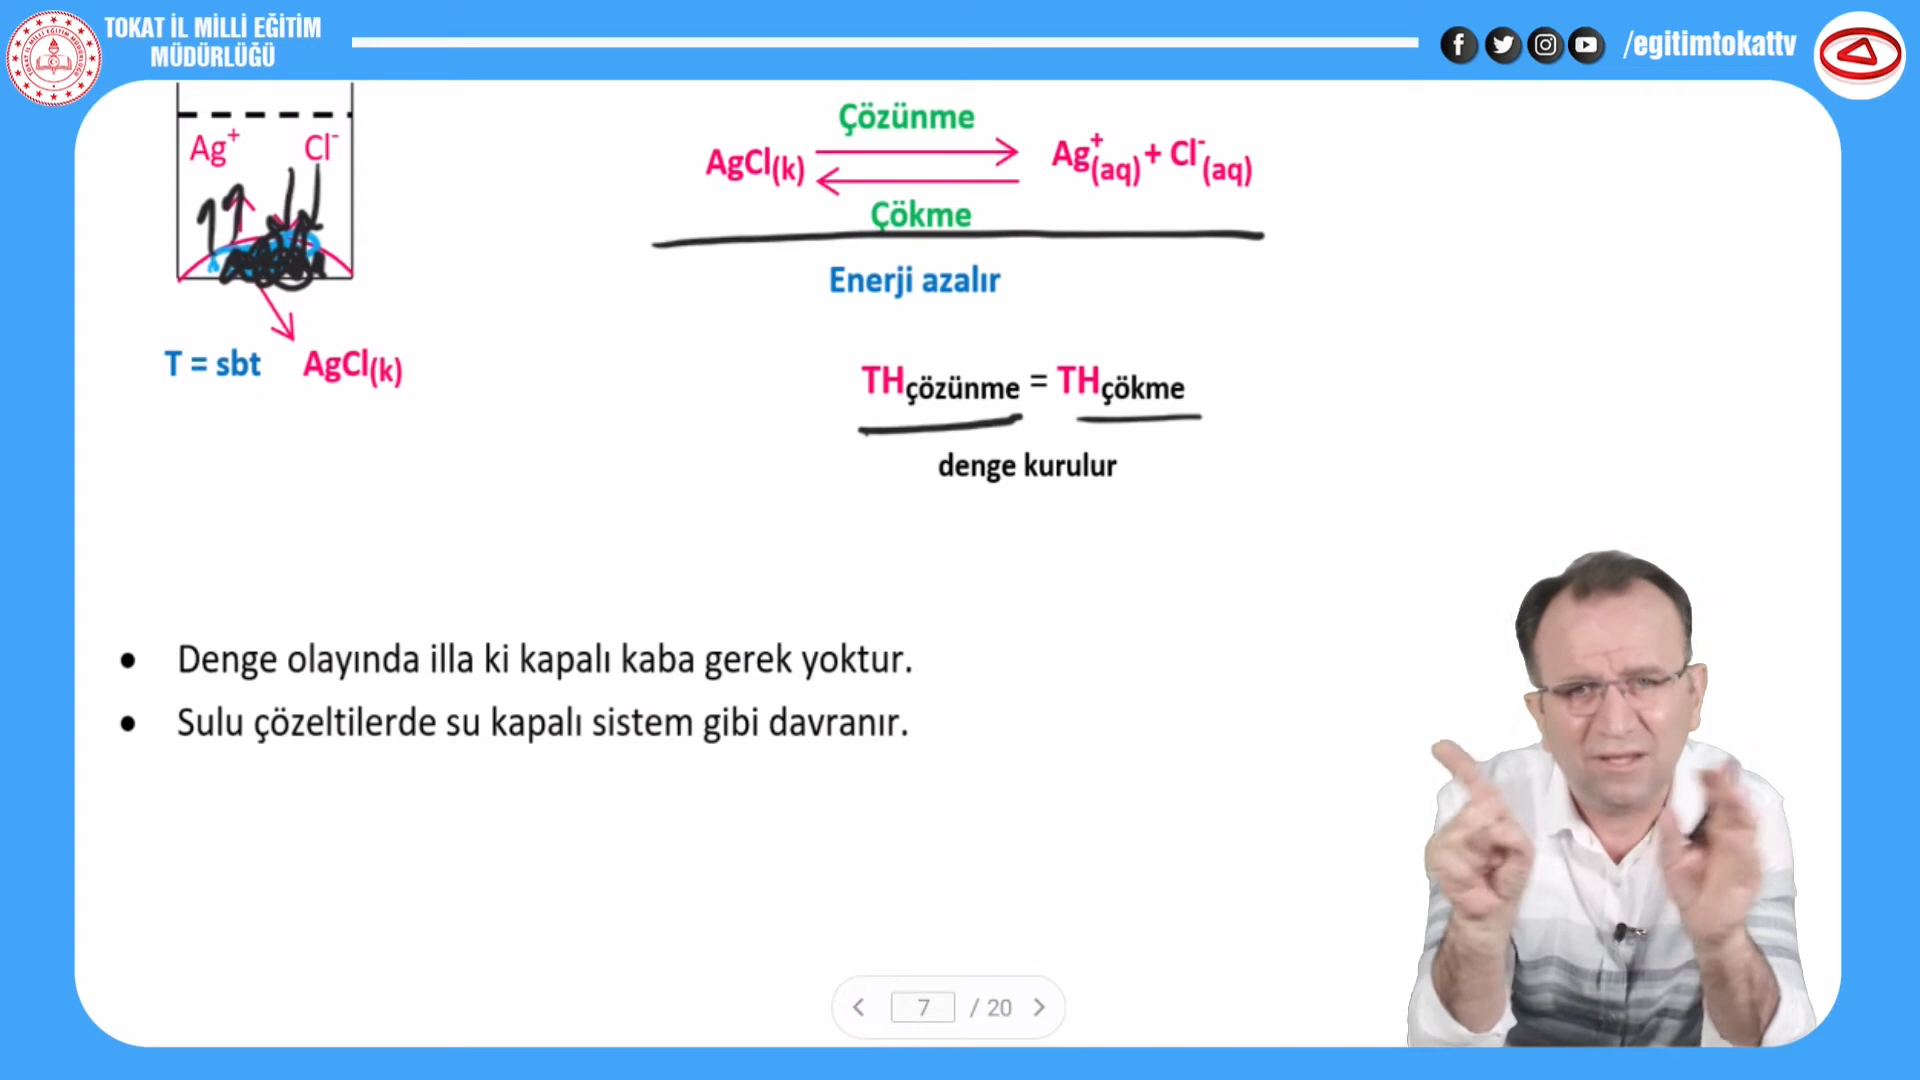 TOKAT İL MİLLİ EĞİTİM
MÜDÜRLÜĞÜ
/egitimtokattv
Ag⁺ Cl⁻
T = sbt AgCl(k)
Çözünme
AgCl(k) Ag⁺(aq) + Cl⁻(aq)
Çökme
Enerji azalır
THçözünme = THçökme
denge kurulur
• Denge olayında illa ki kapalı kaba gerek yoktur.
• Sulu çözeltilerde su kapalı sistem gibi davranır.
7 / 20